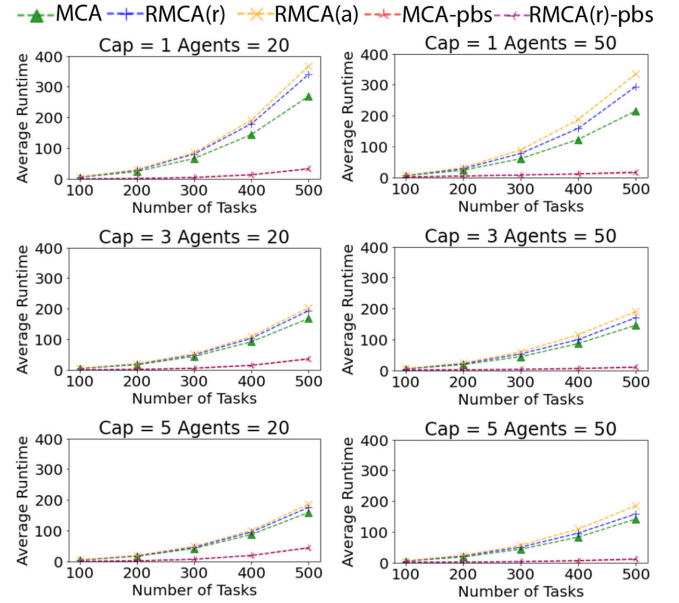 MCA RMCA(r) RMCA(a) MCA-pbs RMCA(r)-pbs
Cap = 1 Agents = 20
Average Runtime
400
300
200
100
0
100 200 300 400 500
Number of Tasks
Cap = 1 Agents = 50
Average Runtime
400
300
200
100
0
100 200 300 400 500
Number of Tasks
Cap = 3 Agents = 20
Average Runtime
400
300
200
100
0
100 200 300 400 500
Number of Tasks
Cap = 3 Agents = 50
Average Runtime
400
300
200
100
0
100 200 300 400 500
Number of Tasks
Cap = 5 Agents = 20
Average Runtime
400
300
200
100
0
100 200 300 400 500
Number of Tasks
Cap = 5 Agents = 50
Average Runtime
400
300
200
100
0
100 200 300 400 500
Number of Tasks